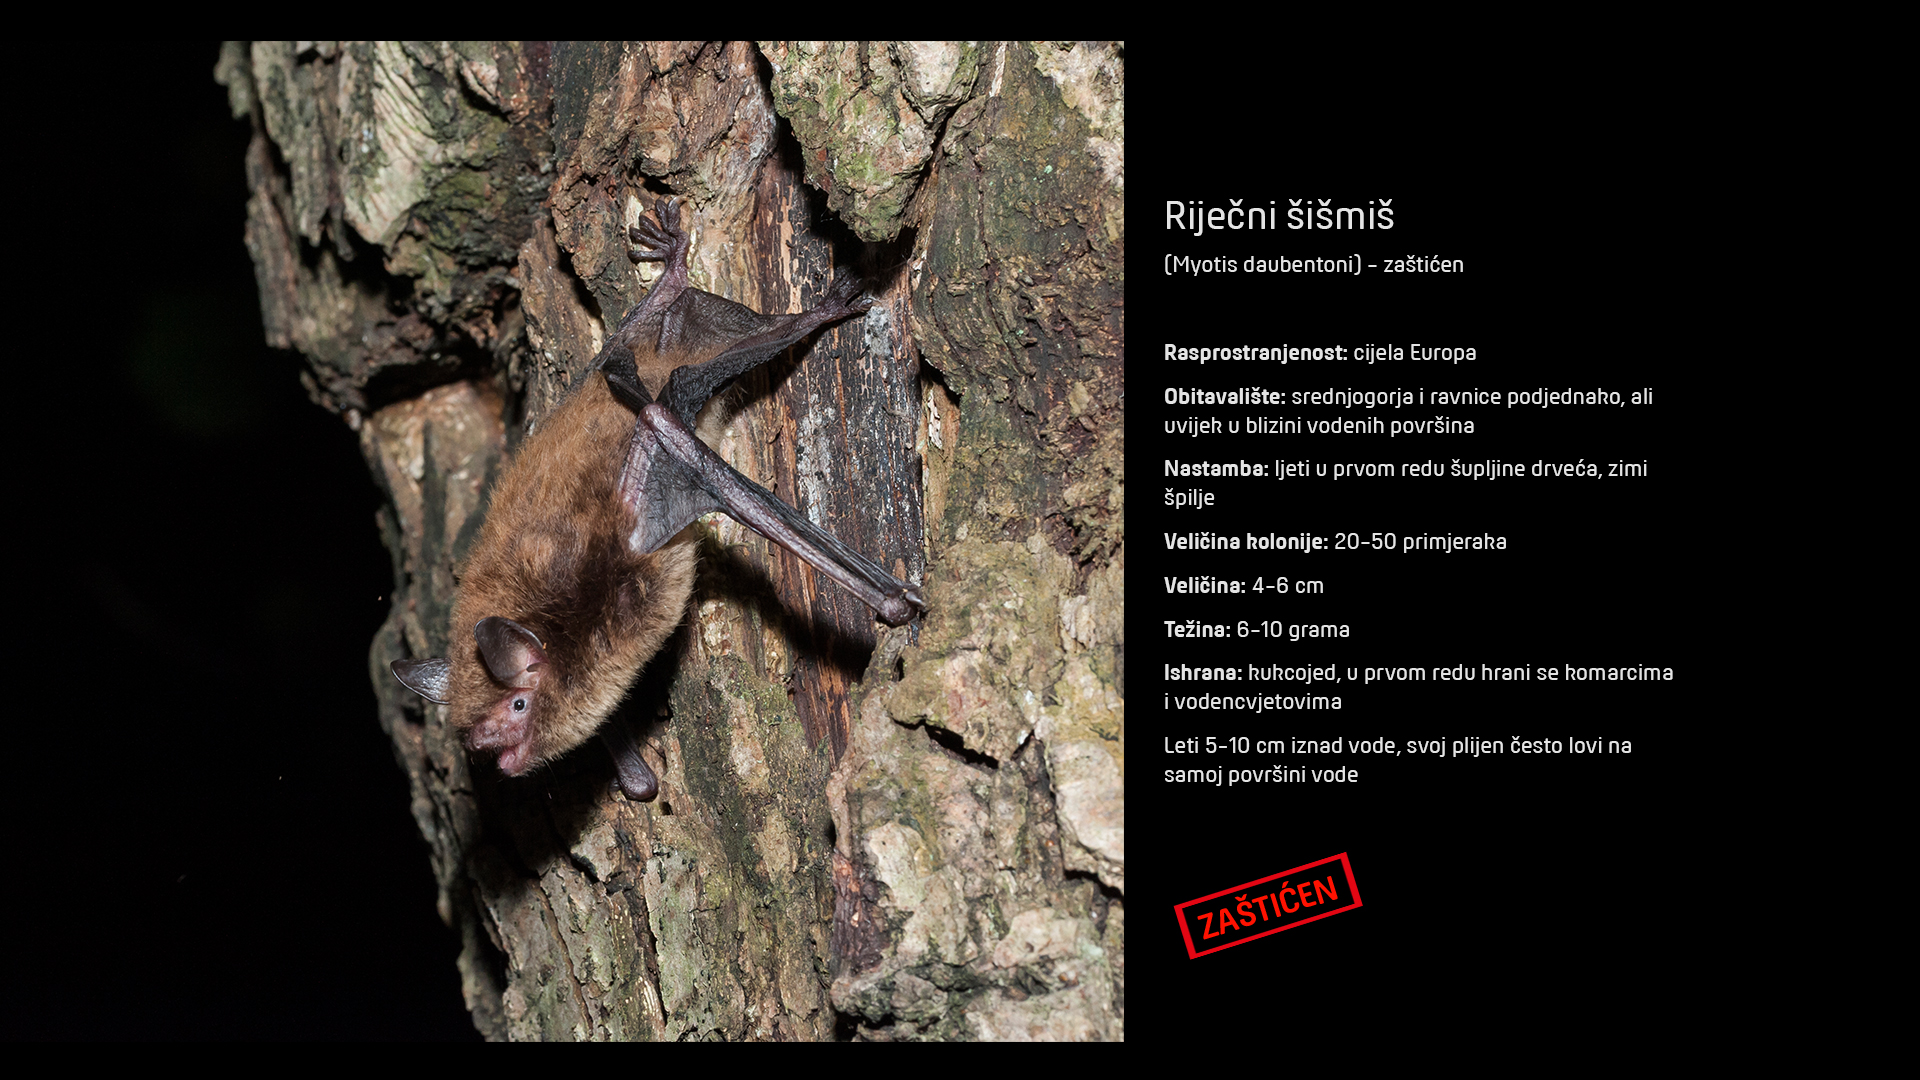 Riječni šišmiš
(Myotis daubentoni) – zaštićen
Rasprostranjenost: cijela Europa
Obitavalište: srednjogorja i ravnice podjednako, ali
uvijek u blizini vodenih površina
Nastamba: ljeti u prvom redu šupljine drveća, zimi
špilje
Veličina kolonije: 20–50 primjeraka
Veličina: 4–6 cm
Težina: 6–10 grama
Ishrana: kukcojed, u prvom redu hrani se komarcima
i vodencvjetovima
Leti 5–10 cm iznad vode, svoj plijen često lovi na
samoj površini vode
ZAŠTIĆEN